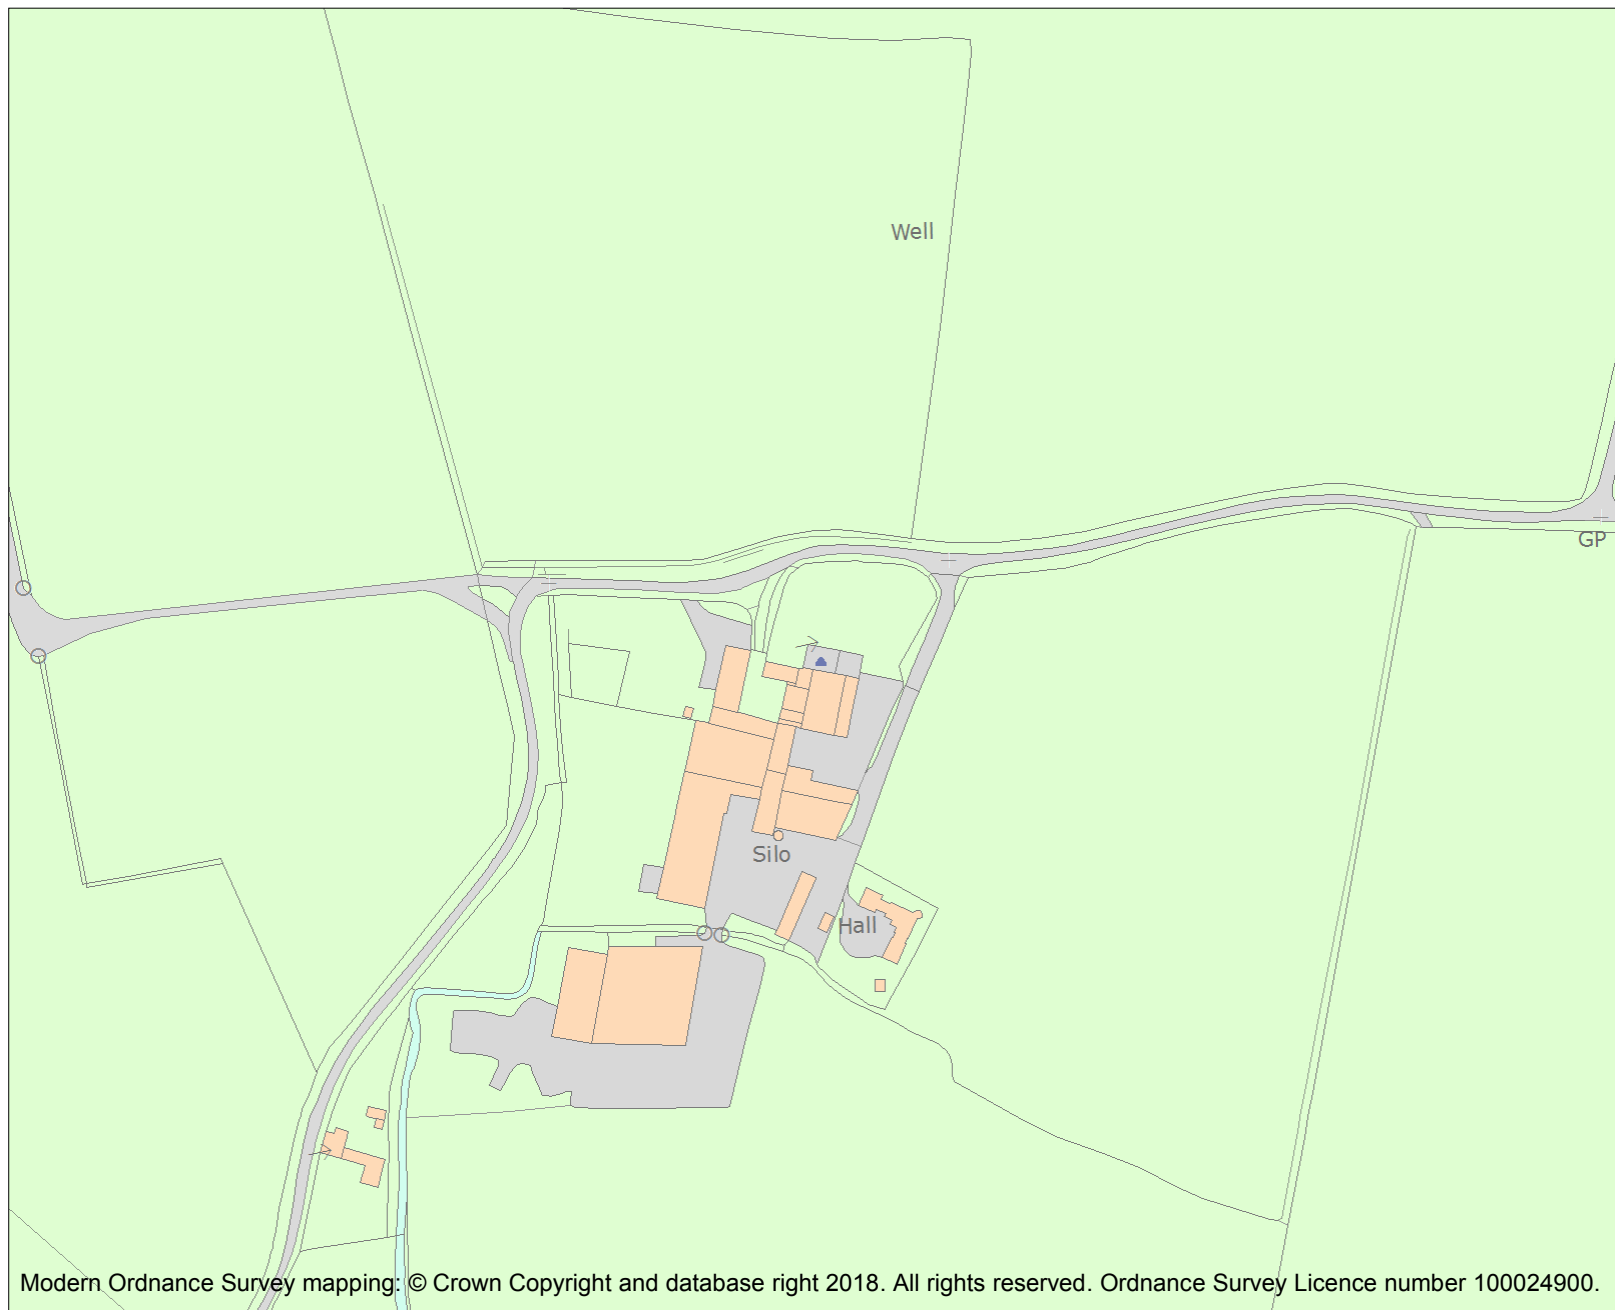 Well
GP
Silo
Hall
Modern Ordnance Survey mapping: © Crown Copyright and database right 2018. All rights reserved. Ordnance Survey Licence number 100024900.